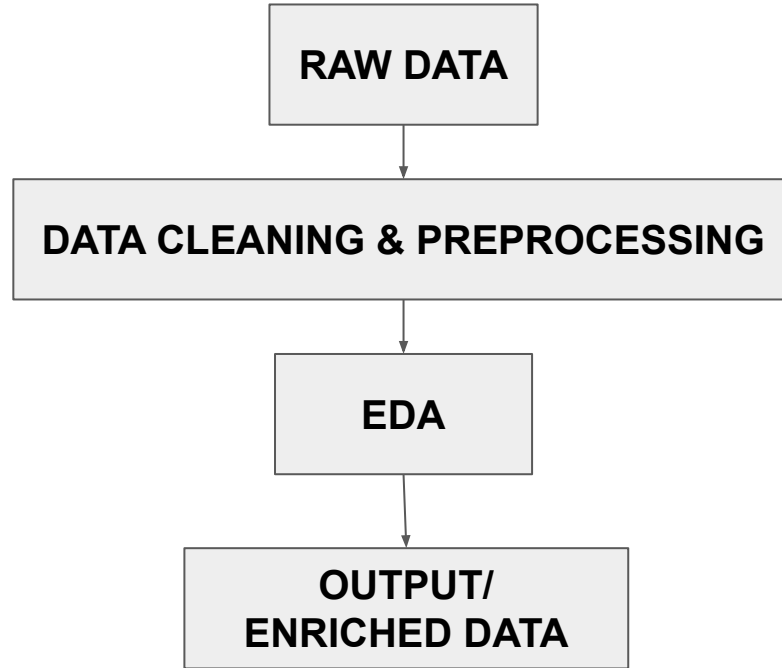 RAW DATA
DATA CLEANING & PREPROCESSING
EDA
OUTPUT/
ENRICHED DATA